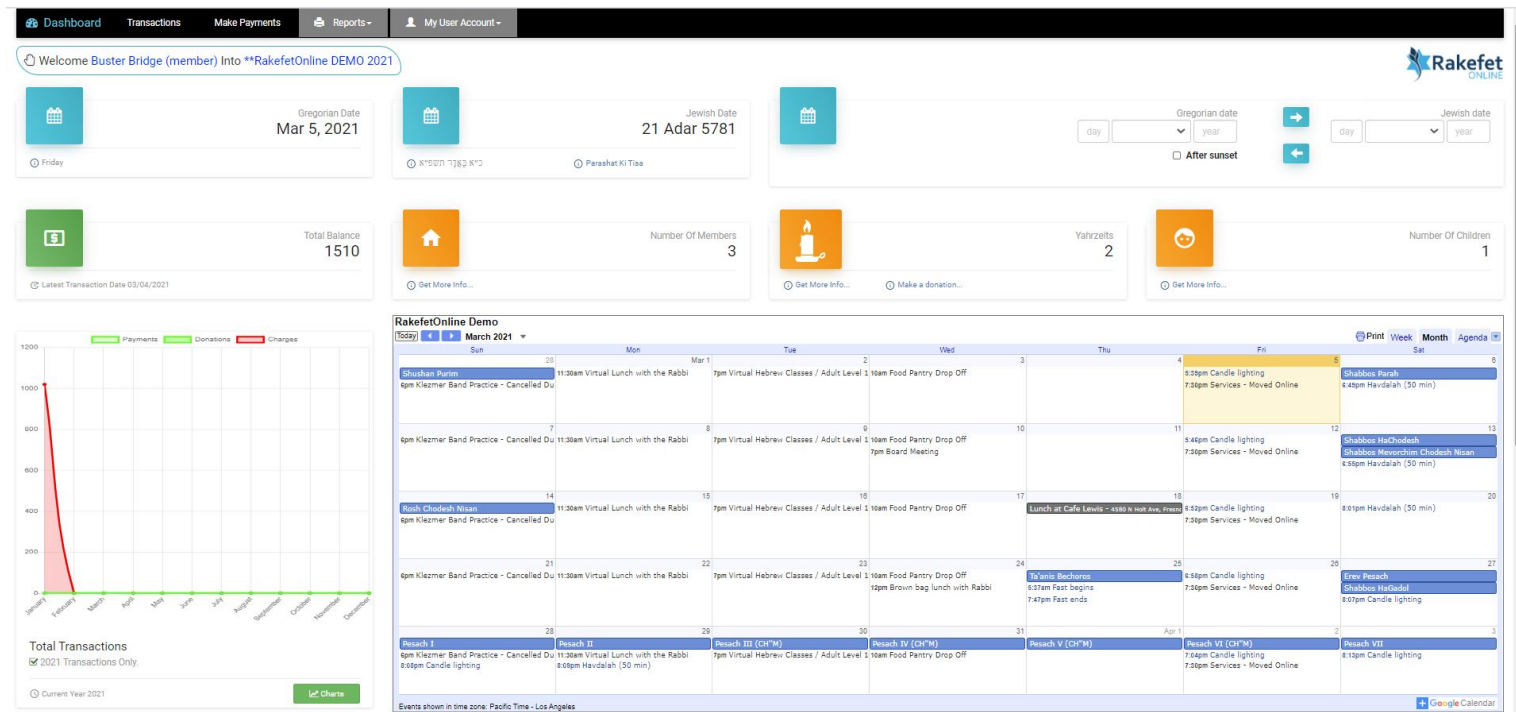 Dashboard Transactions Make Payments Reports My User Account
Welcome Buster Bridge (member) Into **RakefetOnline DEMO 2021
Rakefet
ONLINE
Gregorian Date
Mar 5, 2021
Friday
Jewish Date
21 Adar 5781
כ״א בַּאֲדָר תשפ״א Parashat Ki Tisa
Gregorian date Jewish date
day year day year
After sunset
Total Balance
1510
Latest Transaction Date 03/04/2021
Number Of Members
3
Get More Info...
Yahrzeits
2
Get More Info... Make a donation...
Number Of Children
1
Get More Info...
Payments Donations Charges
1200
1000
800
600
400
200
0
January February March April May June July August September October November December
Total Transactions
2021 Transactions Only.
Current Year 2021
Charts
RakefetOnline Demo
Today March 2021 Print Week Month Agenda
Sun Mon Tue Wed Thu Fri Sat
28 Mar 1 2 3 4 5 6
Shushan Purim 11:30am Virtual Lunch with the Rabbi 7pm Virtual Hebrew Classes / Adult Level 1 10am Food Pantry Drop Off 5:39pm Candle lighting Shabbos Parah
6pm Klezmer Band Practice - Cancelled Du 7:30pm Services - Moved Online 6:49pm Havdalah (50 min)
7 8 9 10 11 12 13
6pm Klezmer Band Practice - Cancelled Du 11:30am Virtual Lunch with the Rabbi 7pm Virtual Hebrew Classes / Adult Level 1 10am Food Pantry Drop Off 5:46pm Candle lighting Shabbos HaChodesh
7pm Board Meeting 7:30pm Services - Moved Online Shabbos Mevorchim Chodesh Nisan
6:56pm Havdalah (50 min)
14 15 16 17 18 19 20
Rosh Chodesh Nisan 11:30am Virtual Lunch with the Rabbi 7pm Virtual Hebrew Classes / Adult Level 1 10am Food Pantry Drop Off Lunch at Cafe Lewis - 4580 N Holt Ave, Fresno 6:52pm Candle lighting 8:01pm Havdalah (50 min)
6pm Klezmer Band Practice - Cancelled Du 7:30pm Services - Moved Online
21 22 23 24 25 26 27
6pm Klezmer Band Practice - Cancelled Du 11:30am Virtual Lunch with the Rabbi 7pm Virtual Hebrew Classes / Adult Level 1 10am Food Pantry Drop Off Ta'anis Bechoros 6:58pm Candle lighting Erev Pesach
12pm Brown bag lunch with Rabbi 5:37am Fast begins 7:30pm Services - Moved Online Shabbos HaGadol
7:47pm Fast ends 8:07pm Candle lighting
28 29 30 31 Apr 1 2 3
Pesach I Pesach II Pesach III (CH"M) Pesach IV (CH"M) Pesach V (CH"M) Pesach VI (CH"M) Pesach VII
6pm Klezmer Band Practice - Cancelled Du 11:30am Virtual Lunch with the Rabbi 7pm Virtual Hebrew Classes / Adult Level 1 10am Food Pantry Drop Off 7:04pm Candle lighting 8:13pm Candle lighting
8:08pm Candle lighting 8:09pm Havdalah (50 min) 7:30pm Services - Moved Online
Events shown in time zone: Pacific Time - Los Angeles
Google Calendar